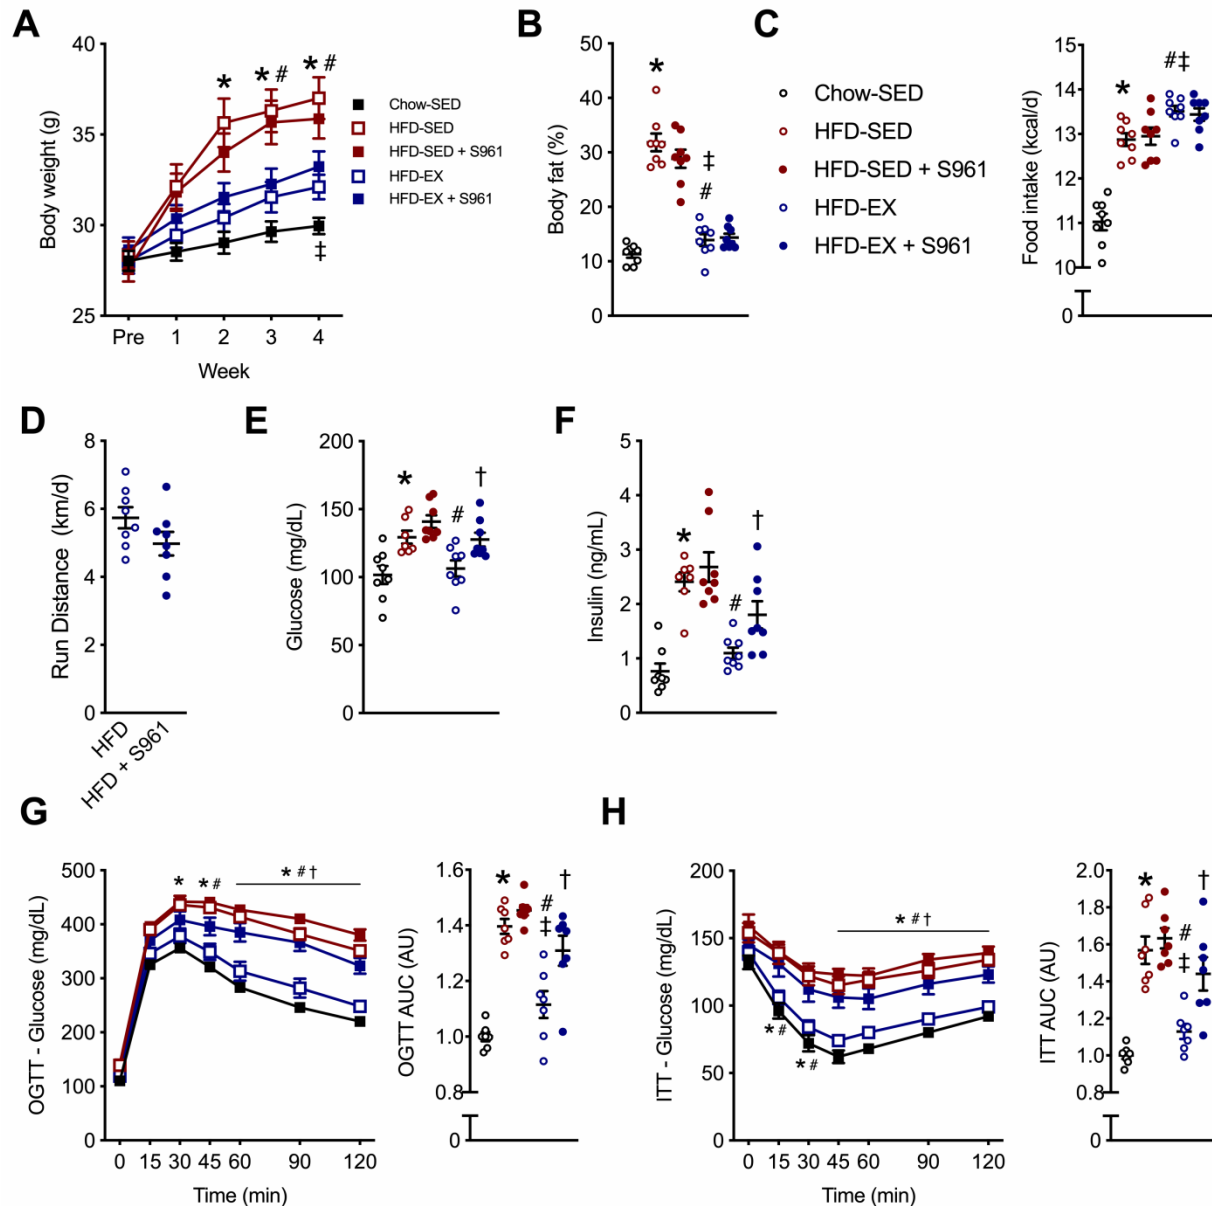 A
Body weight (g)
40
35
30
25
* *# *#
‡
Pre 1 2 3 4
Week
Chow-SED
HFD-SED
HFD-SED + S961
HFD-EX
HFD-EX + S961
B
Body fat (%)
50
40
30
20
10
0
*
‡
#
C
Chow-SED
HFD-SED
HFD-SED + S961
HFD-EX
HFD-EX + S961
Food intake (kcal/d)
15
14
13
12
11
10
0
*
#‡
D
Run Distance (km/d)
8
6
4
2
0
HFD
HFD + S961
E
Glucose (mg/dL)
200
150
100
50
0
*
#
†
F
Insulin (ng/mL)
5
4
3
2
1
0
*
#
†
G
OGTT - Glucose (mg/dL)
500
400
300
200
100
0
* *# *#†
0 15 30 45 60 90 120
Time (min)
OGTT AUC (AU)
1.6
1.4
1.2
1.0
0.8
0
*
#
‡
†
H
ITT - Glucose (mg/dL)
200
150
100
50
0
*#†
*#
*#
0 15 30 45 60 90 120
Time (min)
ITT AUC (AU)
2.0
1.8
1.6
1.4
1.2
1.0
0.8
0
*
#
‡
†